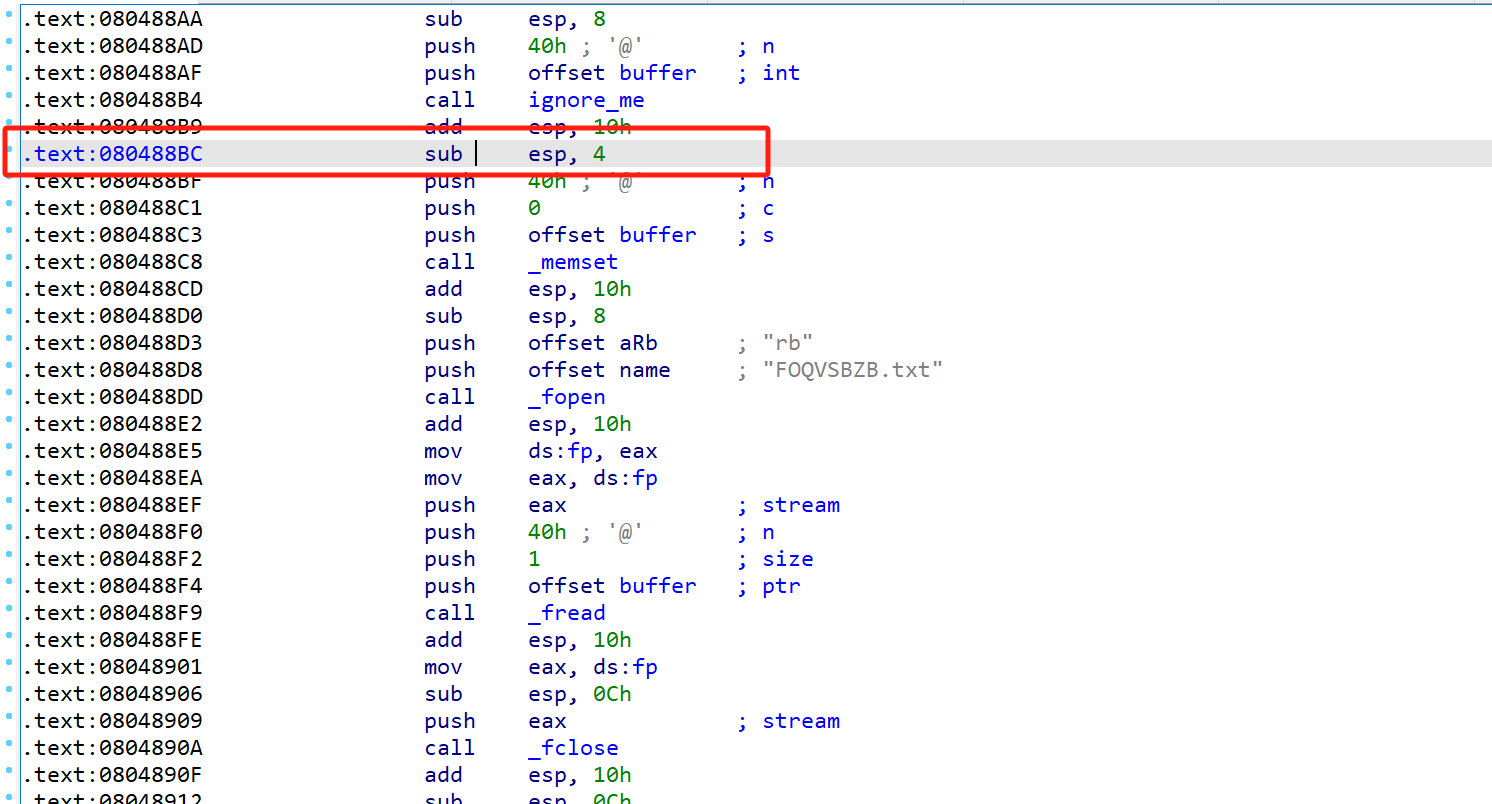 .text:080488AA sub esp, 8
.text:080488AD push 40h ; '@' ; n
.text:080488AF push offset buffer ; int
.text:080488B4 call ignore_me
.text:080488B9 add esp, 10h
.text:080488BC sub esp, 4
.text:080488BF push 40h ; '@' ; n
.text:080488C1 push 0 ; c
.text:080488C3 push offset buffer ; s
.text:080488C8 call _memset
.text:080488CD add esp, 10h
.text:080488D0 sub esp, 8
.text:080488D3 push offset aRb ; "rb"
.text:080488D8 push offset name ; "FOQVSBZB.txt"
.text:080488DD call _fopen
.text:080488E2 add esp, 10h
.text:080488E5 mov ds:fp, eax
.text:080488EA mov eax, ds:fp
.text:080488EF push eax ; stream
.text:080488F0 push 40h ; '@' ; n
.text:080488F2 push 1 ; size
.text:080488F4 push offset buffer ; ptr
.text:080488F9 call _fread
.text:080488FE add esp, 10h
.text:08048901 mov eax, ds:fp
.text:08048906 sub esp, 0Ch
.text:08048909 push eax ; stream
.text:0804890A call _fclose
.text:0804890F add esp, 10h
.text:08048912 sub esp, 0Ch